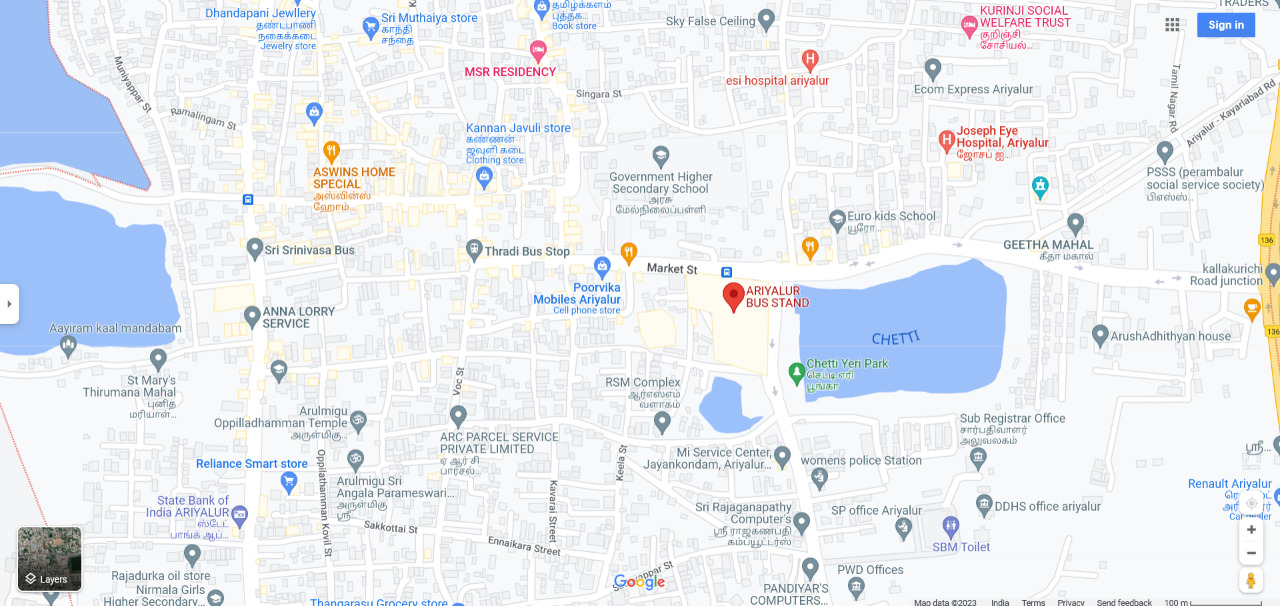 Dhandapani Jewllery
தண்டபாணி
நகைக்கடை
Jewelry store
Sri Muthaiya store
காந்தி
சந்தை
தமிழ்க்களம்
புத்தக...
Book store
Sky False Ceiling
KURINJI SOCIAL
WELFARE TRUST
குறிஞ்சி
சோசியல்...
TRADERS
Sign in
MSR RESIDENCY
Muniyappar St
Ramalingam St
Singara St
esi hospital ariyalur
Ecom Express Ariyalur
Tamil Nagar Rd
Ariyalur - Kayarlabad Rd
Kannan Javuli store
கண்ணன்
ஜவுளி கடை
Clothing store
Joseph Eye
Hospital, Ariyalur
ஜோசப் ஐ...
ASWINS HOME
SPECIAL
அஸ்வின்ஸ்
ஹோம்...
Government Higher
Secondary School
அரசு
மேல்நிலைப்பள்ளி
PSSS (perambalur
social service society)
பிஎஸ்எஸ்...
Euro kids School
யூரோ...
GEETHA MAHAL
கீதா மகால்
136
Sri Srinivasa Bus
Thradi Bus Stop
Market St
kallakurichi
Road junction
Poorvika
Mobiles Ariyalur
Cell phone store
ARIYALUR
BUS STAND
ANNA LORRY
SERVICE
Aayiram kaal mandabam
CHETTI
ArushAdhithyan house
136
Chetti Yeri Park
செட்டி ஏரி
பூங்கா
St Mary's
Thirumana Mahal
புனித
மரியாள்...
Voc St
RSM Complex
ஆர்எஸ்எம்
வளாகம்
Arulmigu
Oppilladhamman Temple
அருள்மிகு...
Sub Registrar Office
சார்பதிவாளர்
அலுவலகம்
ARC PARCEL SERVICE
PRIVATE LIMITED
ஏ ஆர் சி
பார்சல்...
Mi Service Center,
Jayankondam, Ariyalur...
womens police Station
ஸ்ரீ...
Reliance Smart store
Oppilathamman Kovil St
Keela St
Kavarai Street
Arulmigu Sri
Angala Parameswari...
அருள்மிகு
ஸ்ரீ...
Renault Ariyalur
State Bank of
India ARIYALUR
ஸ்டேட்
பாங்க் ஆப்...
Sri Rajaganapathy
Computer's
ஸ்ரீ ராஜகணபதி
கம்ப்யூட்டர்ஸ்
SP office Ariyalur
DDHS office ariyalur
SBM Toilet
Sakkottai St
Ennaikara Street
Layers
Rajadurka oil store
Nirmala Girls
Higher Secondary...
Google
PWD Offices
PANDIYAR'S
COMPUTERS...
Thangarasu Grocery store
Map data ©2023
India
Terms
Privacy
Send feedback
100 m